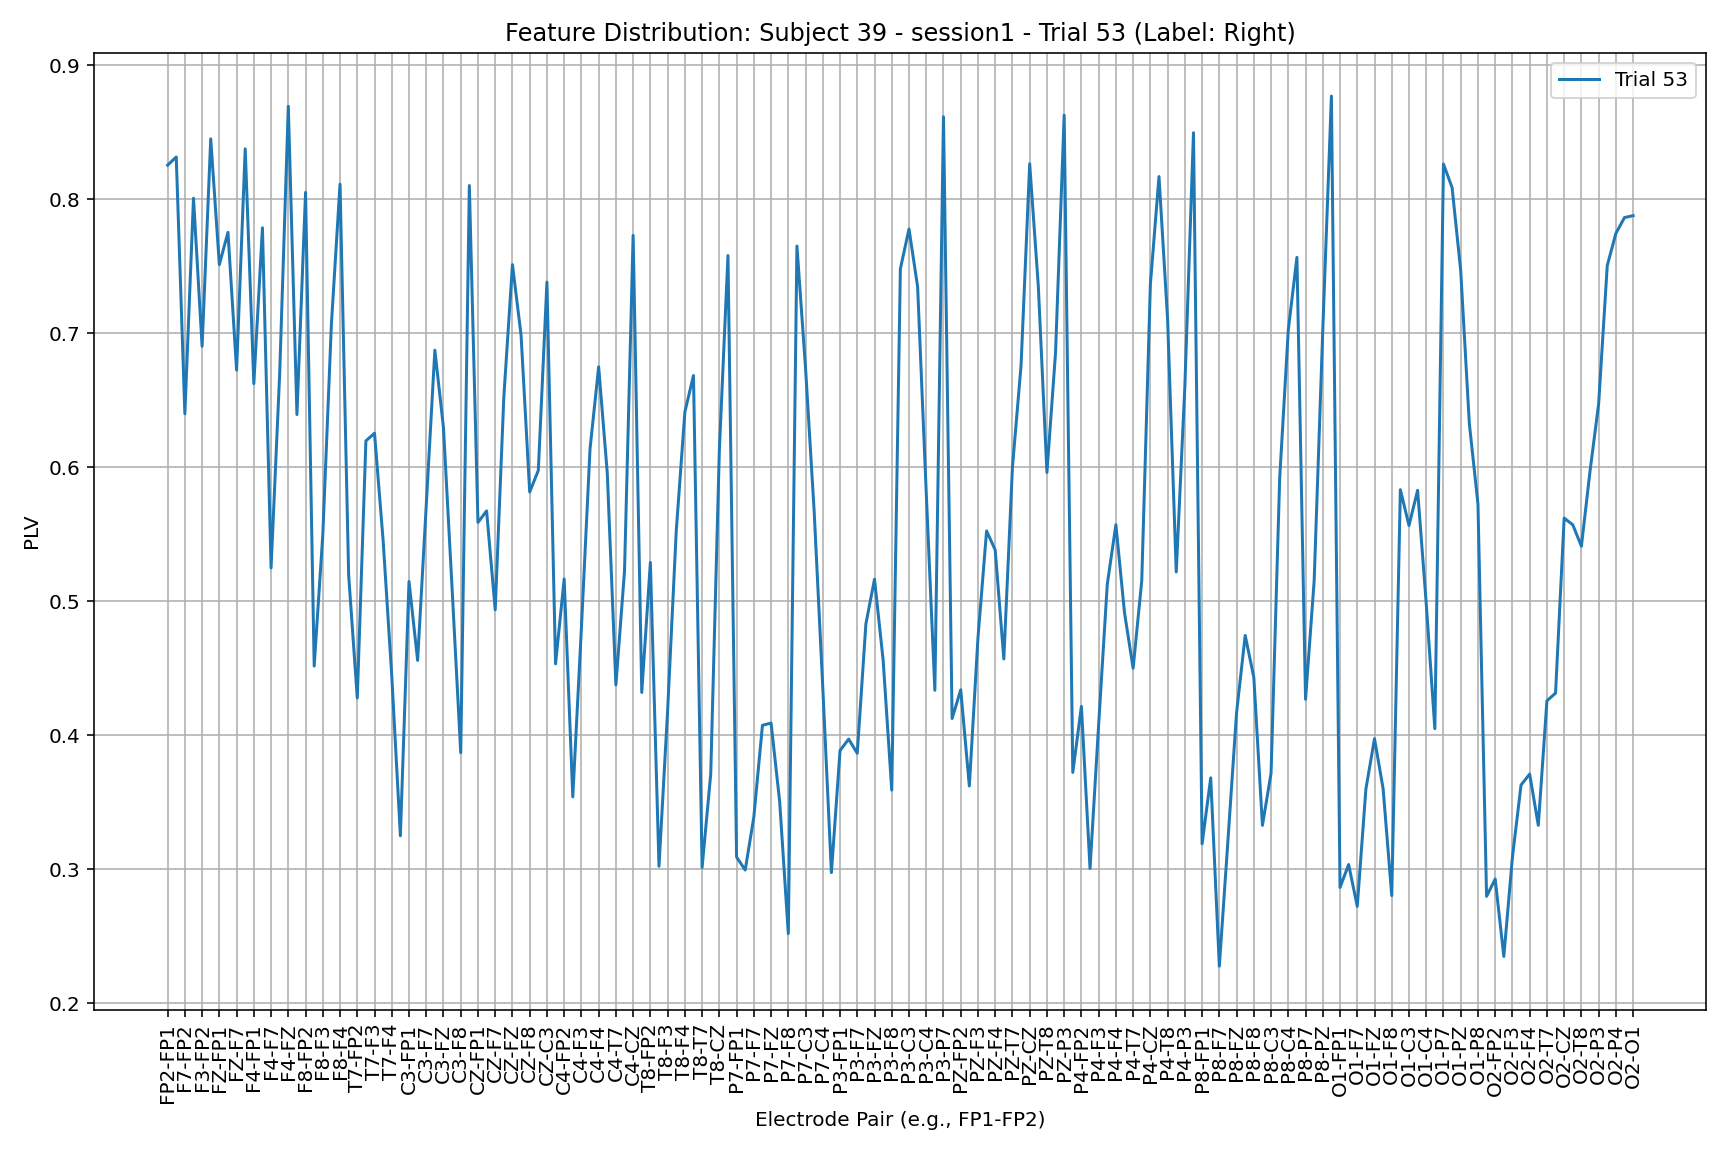 Feature Distribution: Subject 39 - session1 - Trial 53 (Label: Right)
Trial 53
PLV
0.9
0.8
0.7
0.6
0.5
0.4
0.3
0.2
FP2-FP1
F7-FP2
F3-FP2
FZ-FP1
FZ-F7
F4-FP1
F4-F7
F4-FZ
F8-FP2
F8-F3
F8-F4
T7-FP2
T7-F3
T7-F4
C3-FP1
C3-F7
C3-FZ
C3-F8
CZ-FP1
CZ-F7
CZ-FZ
CZ-F8
CZ-C3
C4-FP2
C4-F3
C4-F4
C4-T7
C4-CZ
T8-FP2
T8-F3
T8-F4
T8-T7
T8-CZ
P7-FP1
P7-F7
P7-FZ
P7-F8
P7-C3
P7-C4
P3-FP1
P3-F7
P3-FZ
P3-F8
P3-C3
P3-C4
P3-P7
PZ-FP2
PZ-F3
PZ-F4
PZ-T7
PZ-CZ
PZ-T8
PZ-P3
P4-FP2
P4-F3
P4-F4
P4-T7
P4-CZ
P4-T8
P4-P3
P8-FP1
P8-F7
P8-FZ
P8-F8
P8-C3
P8-C4
P8-P7
P8-PZ
O1-FP1
O1-F7
O1-FZ
O1-F8
O1-C3
O1-C4
O1-P7
O1-PZ
O1-P8
O2-FP2
O2-F3
O2-F4
O2-T7
O2-CZ
O2-T8
O2-P3
O2-P4
O2-O1
Electrode Pair (e.g., FP1-FP2)